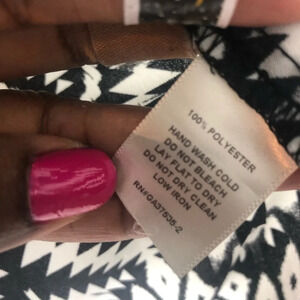 100% POLYESTER
HAND WASH COLD
DO NOT BLEACH
LAY FLAT TO DRY
DO NOT DRY CLEAN
LOW IRON
RN#GA37535-2